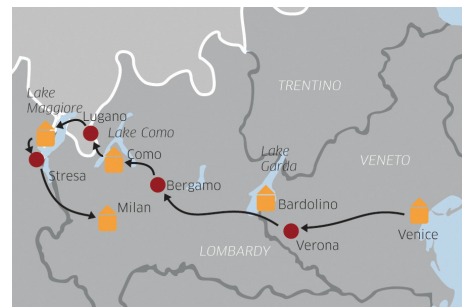 TRENTINO
Lake
Maggiore
Lugano
Lake Como
Como
Lake
Garda
VENETO
Stresa
Bergamo
Milan
Bardolino
Venice
Verona
LOMBARDY